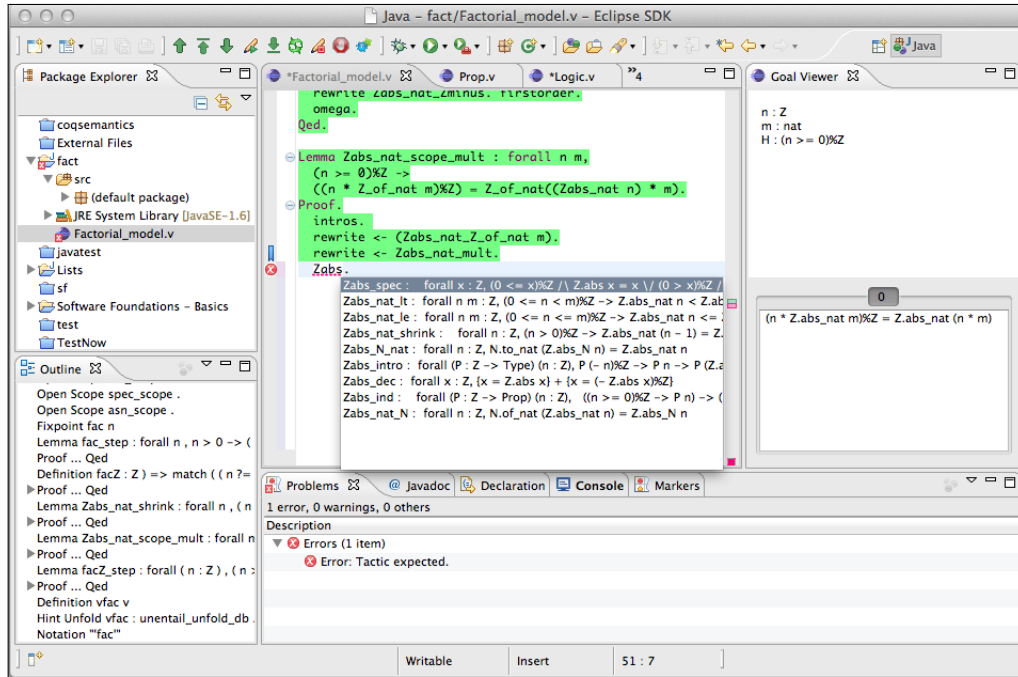 Java – fact/Factorial_model.v – Eclipse SDK
Java
Package Explorer
coqsemantics
External Files
fact
src
(default package)
JRE System Library [JavaSE-1.6]
Factorial_model.v
javatest
Lists
sf
Software Foundations – Basics
test
TestNow
*Factorial_model.v
Prop.v
*Logic.v
»4
rewrite Zabs_nat_Zminus. firstorder.
omega.
Qed.
Lemma Zabs_nat_scope_mult : forall n m,
(n >= 0)%Z ->
((n * Z_of_nat m)%Z) = Z_of_nat((Zabs_nat n) * m).
Proof.
intros.
rewrite <- (Zabs_nat_Z_of_nat m).
rewrite <- Zabs_nat_mult.
Zabs.
Zabs_spec : forall x : Z, (0 <= x)%Z /\ Z.abs x = x \/ (0 > x)%Z /
Zabs_nat_lt : forall n m : Z, (0 <= n < m)%Z -> Z.abs_nat n < Z.ab
Zabs_nat_le : forall n m : Z, (0 <= n <= m)%Z -> Z.abs_nat n <= Z
Zabs_nat_shrink : forall n : Z, (n > 0)%Z -> Z.abs_nat (n - 1) = Z.
Zabs_N_nat : forall n : Z, N.to_nat (Z.abs_N n) = Z.abs_nat n
Zabs_intro : forall (P : Z -> Type) (n : Z), P (- n)%Z -> P n -> P (Z.a
Zabs_dec : forall x : Z, {x = Z.abs x} + {x = (- Z.abs x)%Z}
Zabs_ind : forall (P : Z -> Prop) (n : Z), ((n >= 0)%Z -> P n) -> (
Zabs_nat_N : forall n : Z, N.of_nat (Z.abs_nat n) = Z.abs_N n
Goal Viewer
n : Z
m : nat
H : (n >= 0)%Z
0
(n * Z.abs_nat m)%Z = Z.abs_nat (n * m)
Outline
Open Scope spec_scope .
Open Scope asn_scope .
Fixpoint fac n
Lemma fac_step : forall n , n > 0 -> (
Proof ... Qed
Definition facZ : Z ) => match ( ( n ?=
Proof ... Qed
Lemma Zabs_nat_shrink : forall n , ( n
Proof ... Qed
Lemma Zabs_nat_scope_mult : forall n
Proof ... Qed
Lemma facZ_step : forall ( n : Z ) , ( n >
Proof ... Qed
Definition vfac v
Hint Unfold vfac : unentail_unfold_db .
Notation "'fac'"
Problems
@ Javadoc
Declaration
Console
Markers
1 error, 0 warnings, 0 others
Description
Errors (1 item)
Error: Tactic expected.
Writable
Insert
51 : 7